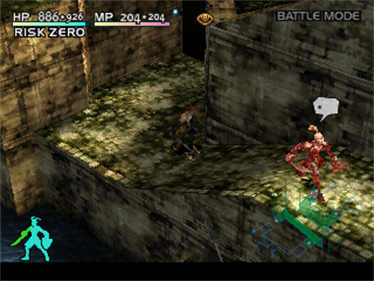 HP 886·926 MP 204·204 BATTLE MODE
RISK ZERO